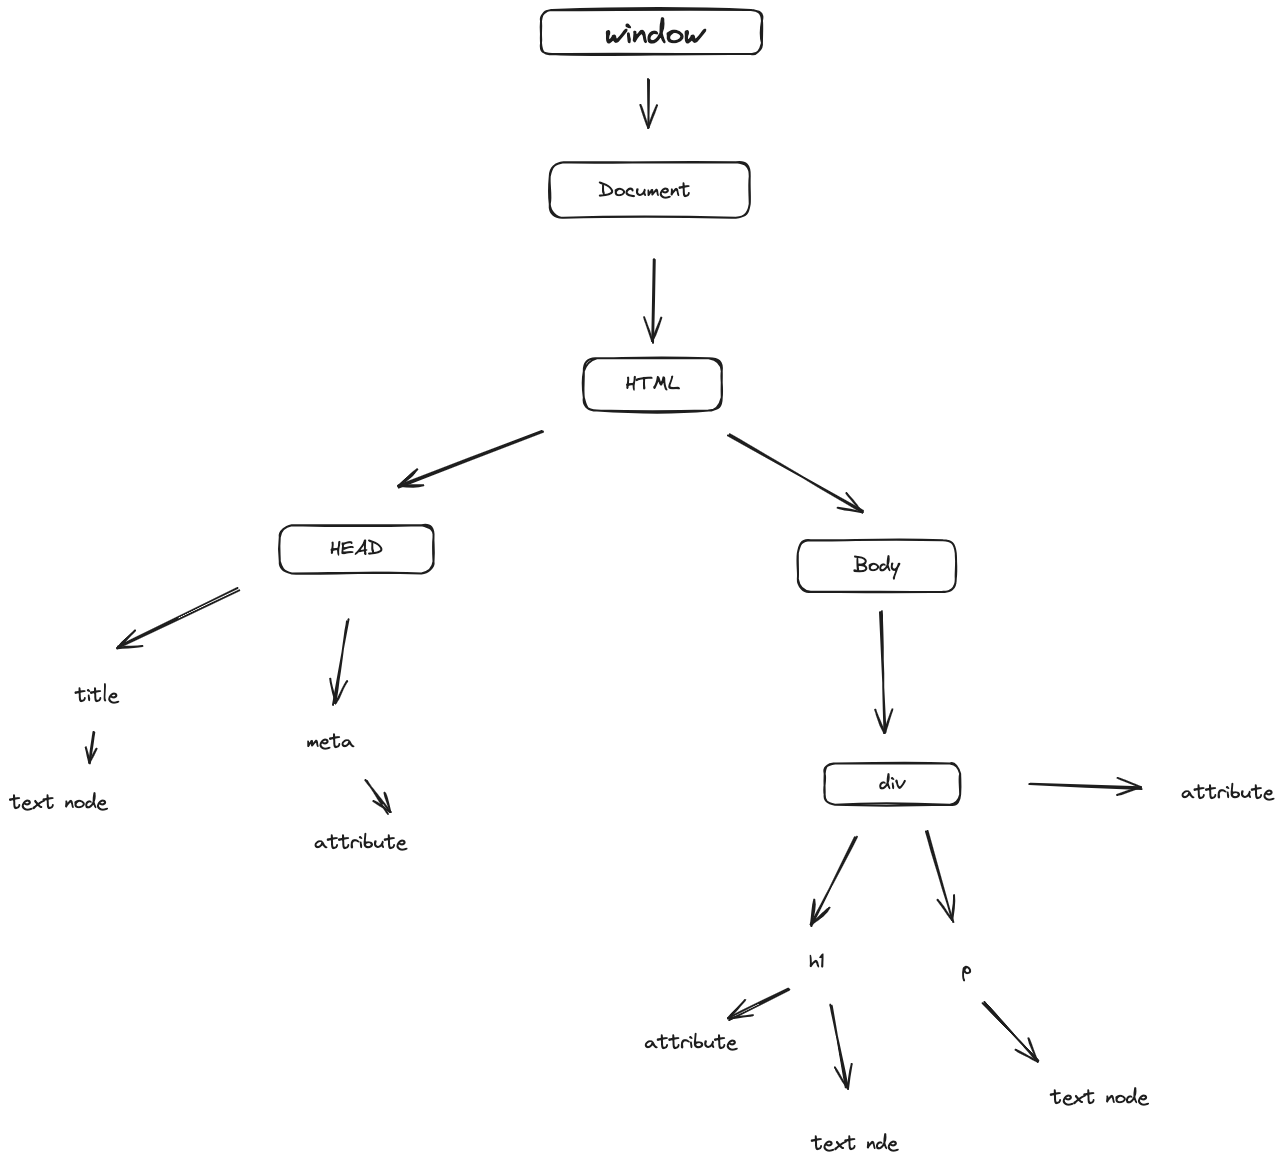 window
Document
HTML
HEAD
Body
title
meta
div
attribute
text node
attribute
h1
p
attribute
text node
text nde